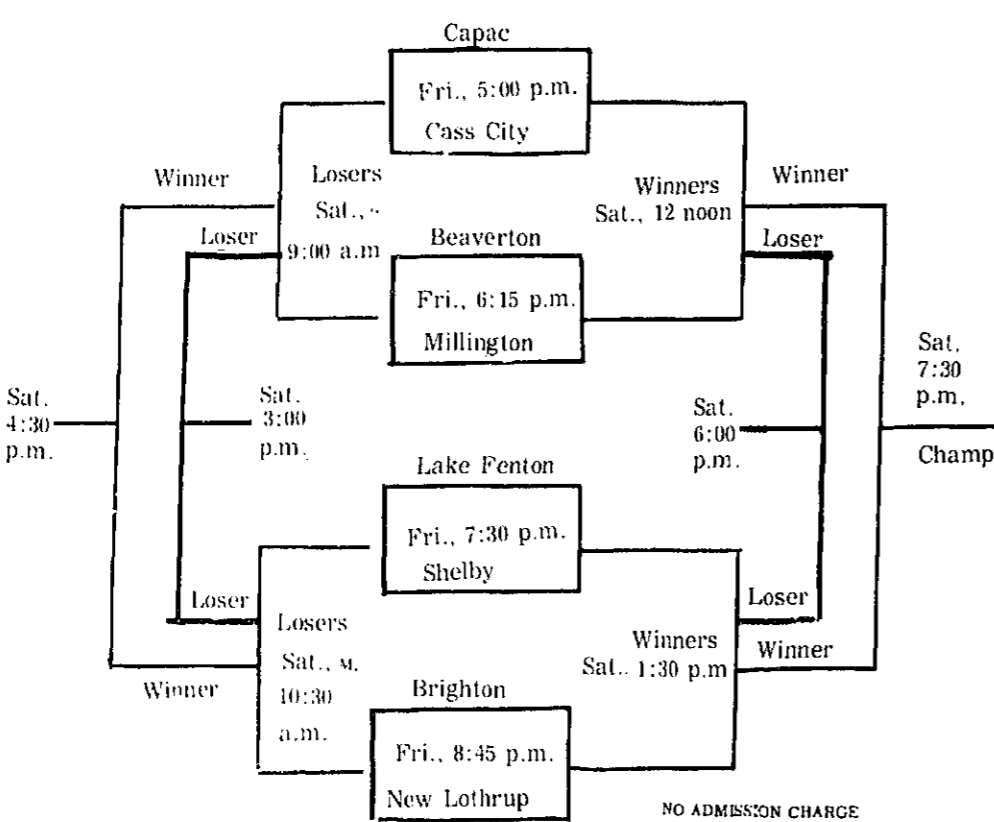 Capac
Fri., 5:00 p.m.
Cass City
Winner
Losers
Sat.,
9:00 a.m
Loser
Winners
Sat., 12 noon
Winner
Loser
Beaverton
Fri., 6:15 p.m.
Millington
Sat.
4:30
p.m.
Sat.
3:00
p.m.
Sat.
6:00
p.m.
Sat.
7:30
p.m.
Champ
Lake Fenton
Fri., 7:30 p.m.
Shelby
Loser
Losers
Sat., M.
10:30
a.m.
Winner
Winners
Sat., 1:30 p.m
Loser
Winner
Brighton
Fri., 8:45 p.m.
New Lothrup
NO ADMISSION CHARGE